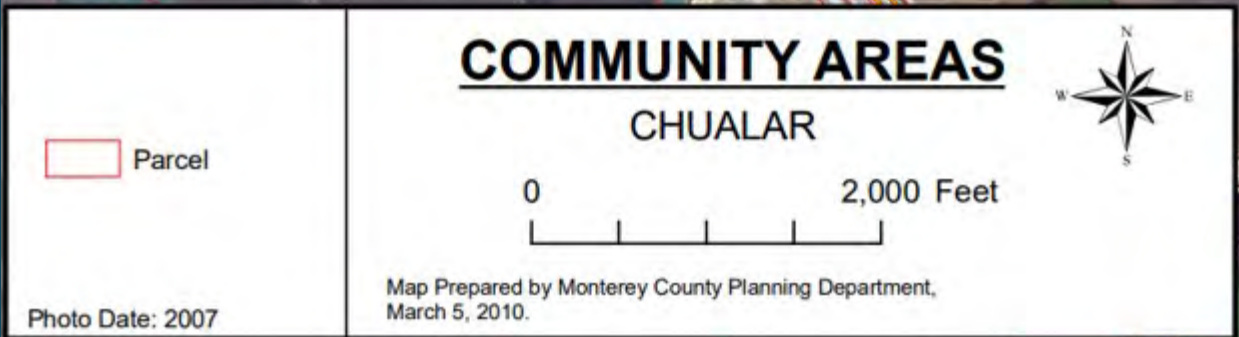 COMMUNITY AREAS
CHUALAR
N
W
E
S
Parcel
0
2,000 Feet
Map Prepared by Monterey County Planning Department,
March 5, 2010.
Photo Date: 2007